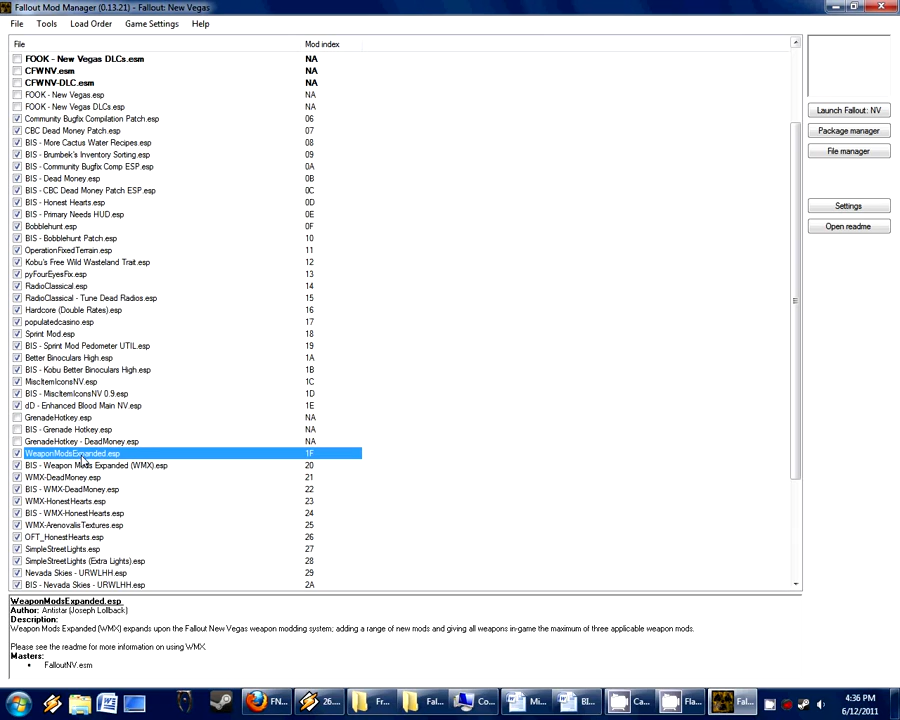 Fallout Mod Manager (0.13.21) - Fallout: New Vegas
File Tools Load Order Game Settings Help
File Mod index
FOOK - New Vegas DLCs.esm NA
CFWNV.esm NA
CFWNV-DLC.esm NA
FOOK - New Vegas.esp NA
FOOK - New Vegas DLCs.esp NA
Community Bugfix Compilation Patch.esp 06
CBC Dead Money Patch.esp 07
BIS - More Cactus Water Recipes.esp 08
BIS - Brumbek's Inventory Sorting.esp 09
BIS - Community Bugfix Comp ESP.esp 0A
BIS - Dead Money.esp 0B
BIS - CBC Dead Money Patch ESP.esp 0C
BIS - Honest Hearts.esp 0D
BIS - Primary Needs HUD.esp 0E
Bobblehunt.esp 0F
BIS - Bobblehunt Patch.esp 10
OperationFixedTerrain.esp 11
Kobu's Free Wild Wasteland Trait.esp 12
pyFourEyesFix.esp 13
RadioClassical.esp 14
RadioClassical - Tune Dead Radios.esp 15
Hardcore (Double Rates).esp 16
populatedcasino.esp 17
Sprint Mod.esp 18
BIS - Sprint Mod Pedometer UTIL.esp 19
Better Binoculars High.esp 1A
BIS - Kobu Better Binoculars High.esp 1B
MiscItemIconsNV.esp 1C
BIS - MiscItemIconsNV 0.9.esp 1D
dD - Enhanced Blood Main NV.esp 1E
GrenadeHotkey.esp NA
BIS - Grenade Hotkey.esp NA
GrenadeHotkey - DeadMoney.esp NA
WeaponModsExpanded.esp 1F
BIS - Weapon Mods Expanded (WMX).esp 20
WMX-DeadMoney.esp 21
BIS - WMX-DeadMoney.esp 22
WMX-HonestHearts.esp 23
BIS - WMX-HonestHearts.esp 24
WMX-ArenovalisTextures.esp 25
OFT_HonestHearts.esp 26
SimpleStreetLights.esp 27
SimpleStreetLights (Extra Lights).esp 28
Nevada Skies - URWLHH.esp 29
BIS - Nevada Skies - URWLHH.esp 2A
Launch Fallout: NV
Package manager
File manager
Settings
Open readme
WeaponModsExpanded.esp
Author: Antistar (Joseph Lollback)
Description:
Weapon Mods Expanded (WMX) expands upon the Fallout New Vegas weapon modding system; adding a range of new mods and giving all weapons in-game the maximum of three applicable weapon mods.
Please see the readme for more information on using WMX.
Masters:
• FalloutNV.esm
FN... 26.... Fr... Fal... Co... Mi... Bl... Ca... Fla... Fal...
4:36 PM
6/12/2011